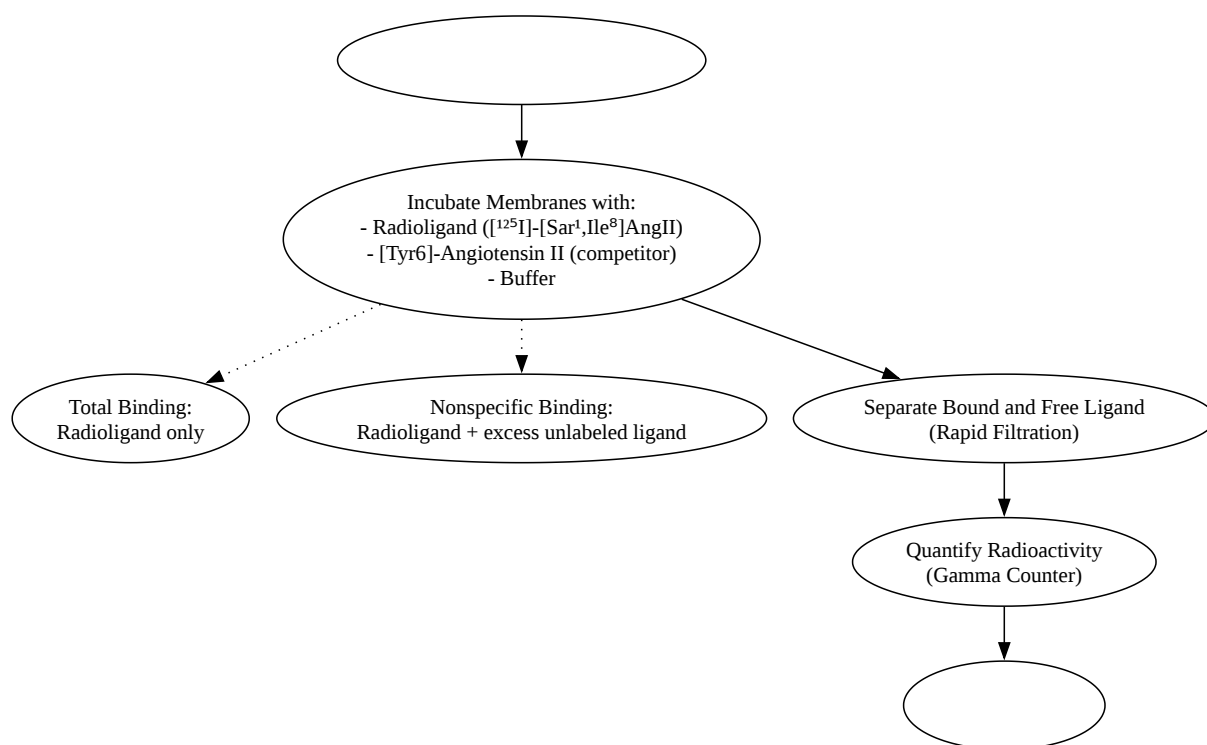 Incubate Membranes with:
- Radioligand ([¹²⁵I]-[Sar¹,Ile⁸]AngII)
- [Tyr6]-Angiotensin II (competitor)
- Buffer
Total Binding:
Radioligand only
Nonspecific Binding:
Radioligand + excess unlabeled ligand
Separate Bound and Free Ligand
(Rapid Filtration)
Quantify Radioactivity
(Gamma Counter)